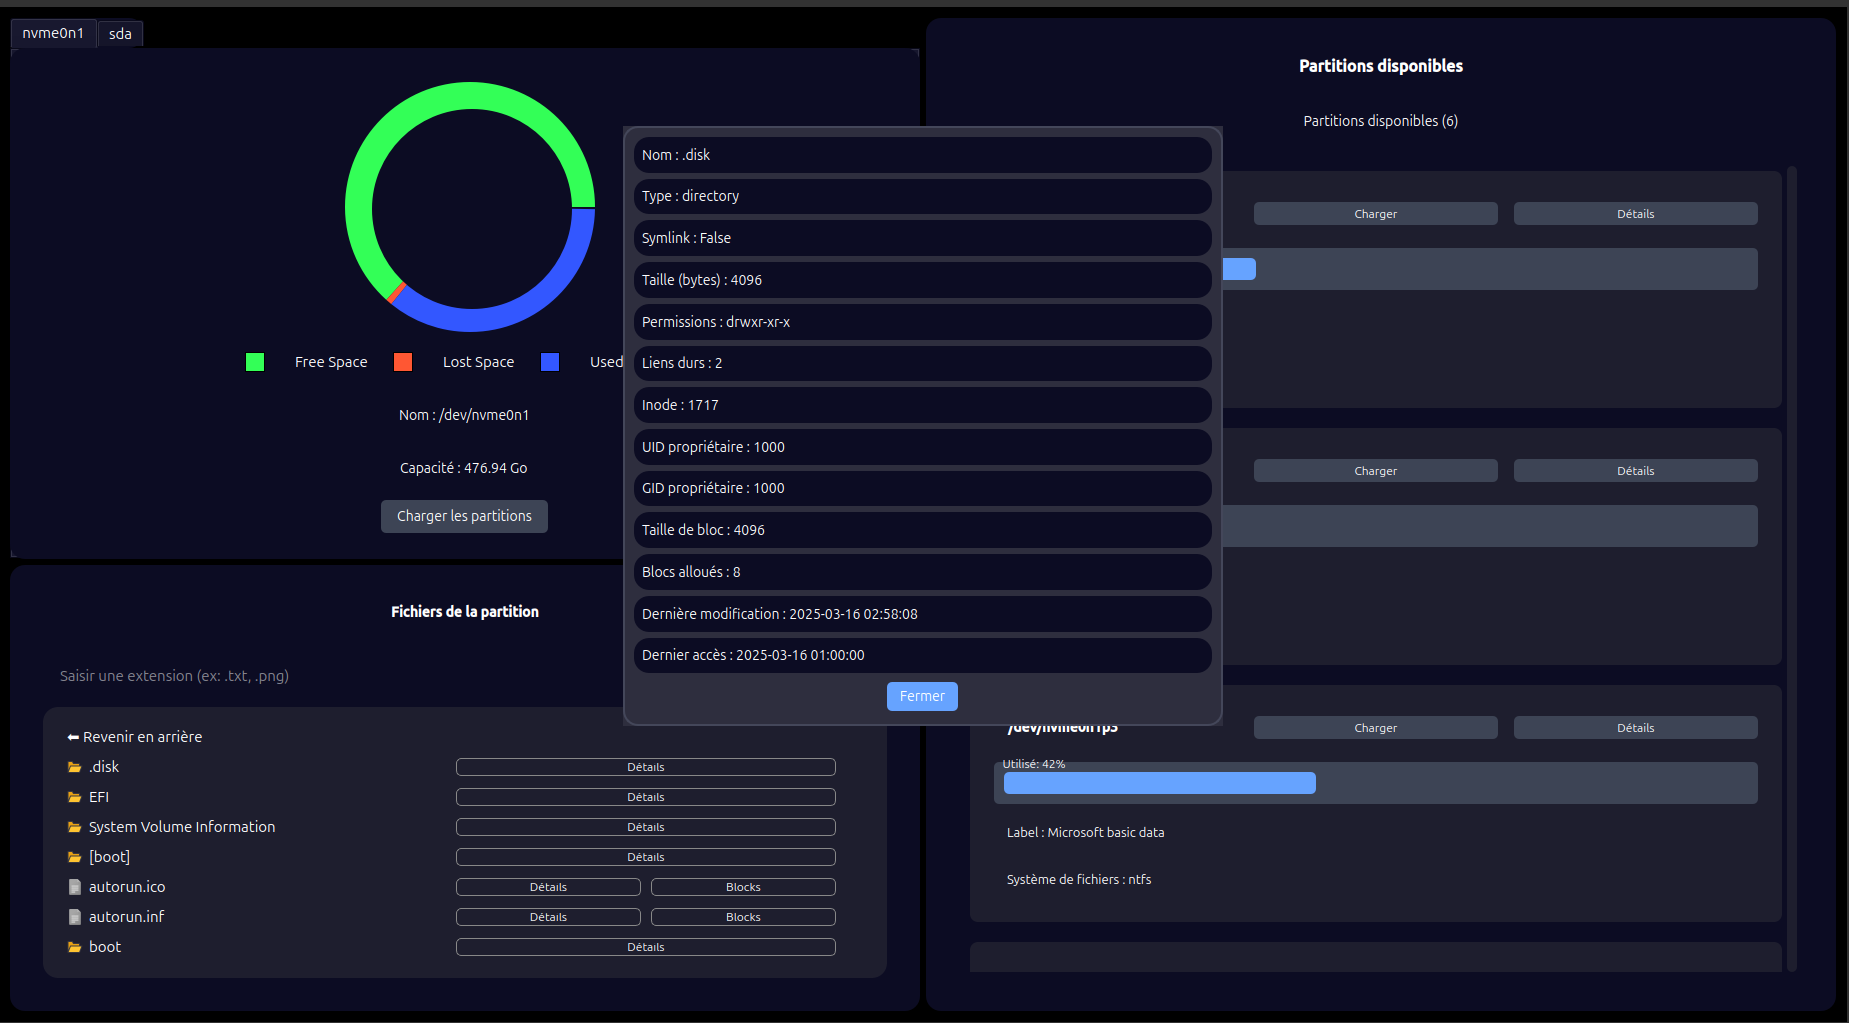 nvme0n1
sda
Free Space
Lost Space
Used
Nom : /dev/nvme0n1
Capacité : 476.94 Go
Charger les partitions
Fichiers de la partition
Saisir une extension (ex: .txt, .png)
Revenir en arrière
.disk
Détails
EFI
Détails
System Volume Information
Détails
[boot]
Détails
autorun.ico
Détails
Blocks
autorun.inf
Détails
Blocks
boot
Détails
Nom : .disk
Type : directory
Symlink : False
Taille (bytes) : 4096
Permissions : drwxr-xr-x
Liens durs : 2
Inode : 1717
UID propriétaire : 1000
GID propriétaire : 1000
Taille de bloc : 4096
Blocs alloués : 8
Dernière modification : 2025-03-16 02:58:08
Dernier accès : 2025-03-16 01:00:00
Fermer
Partitions disponibles
Partitions disponibles (6)
Charger
Détails
Charger
Détails
/dev/nvme0n1p3
Charger
Détails
Utilisé: 42%
Label : Microsoft basic data
Système de fichiers : ntfs